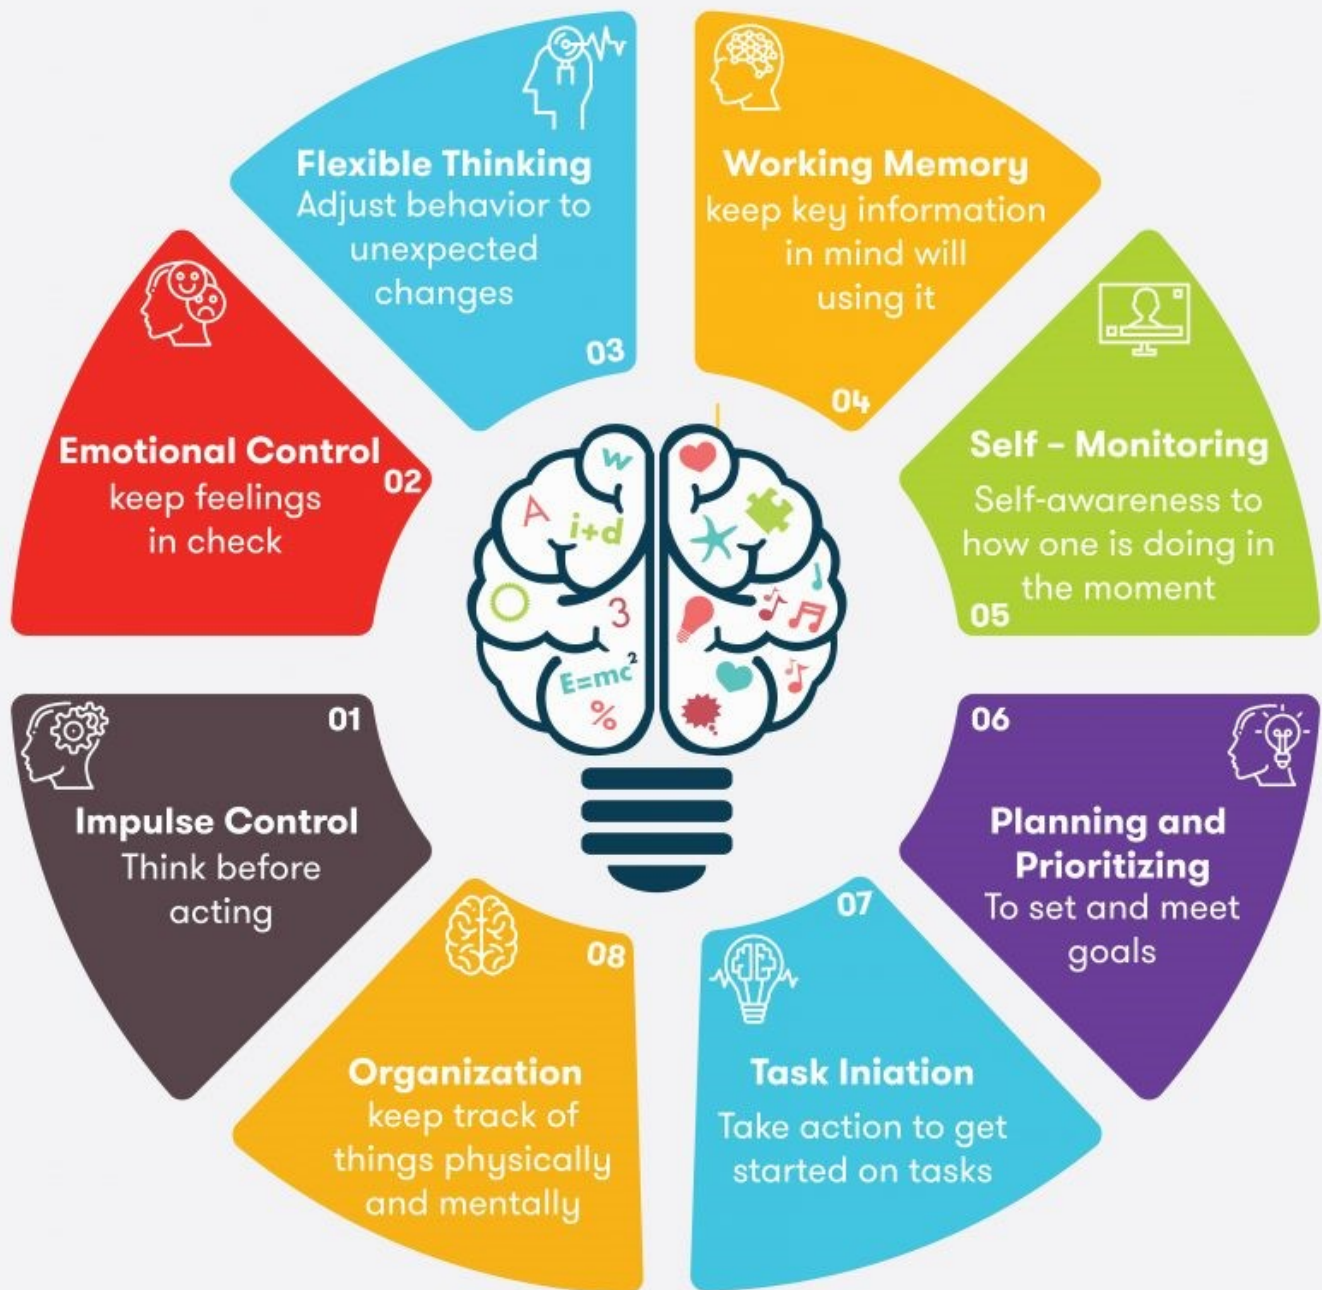 01
Impulse Control
Think before
acting
02
Emotional Control
keep feelings
in check
03
Flexible Thinking
Adjust behavior to
unexpected
changes
04
Working Memory
keep key information
in mind will
using it
05
Self – Monitoring
Self-awareness to
how one is doing in
the moment
06
Planning and
Prioritizing
To set and meet
goals
07
Task Iniation
Take action to get
started on tasks
08
Organization
keep track of
things physically
and mentally
w
A
i+d
3
E=mc²
%